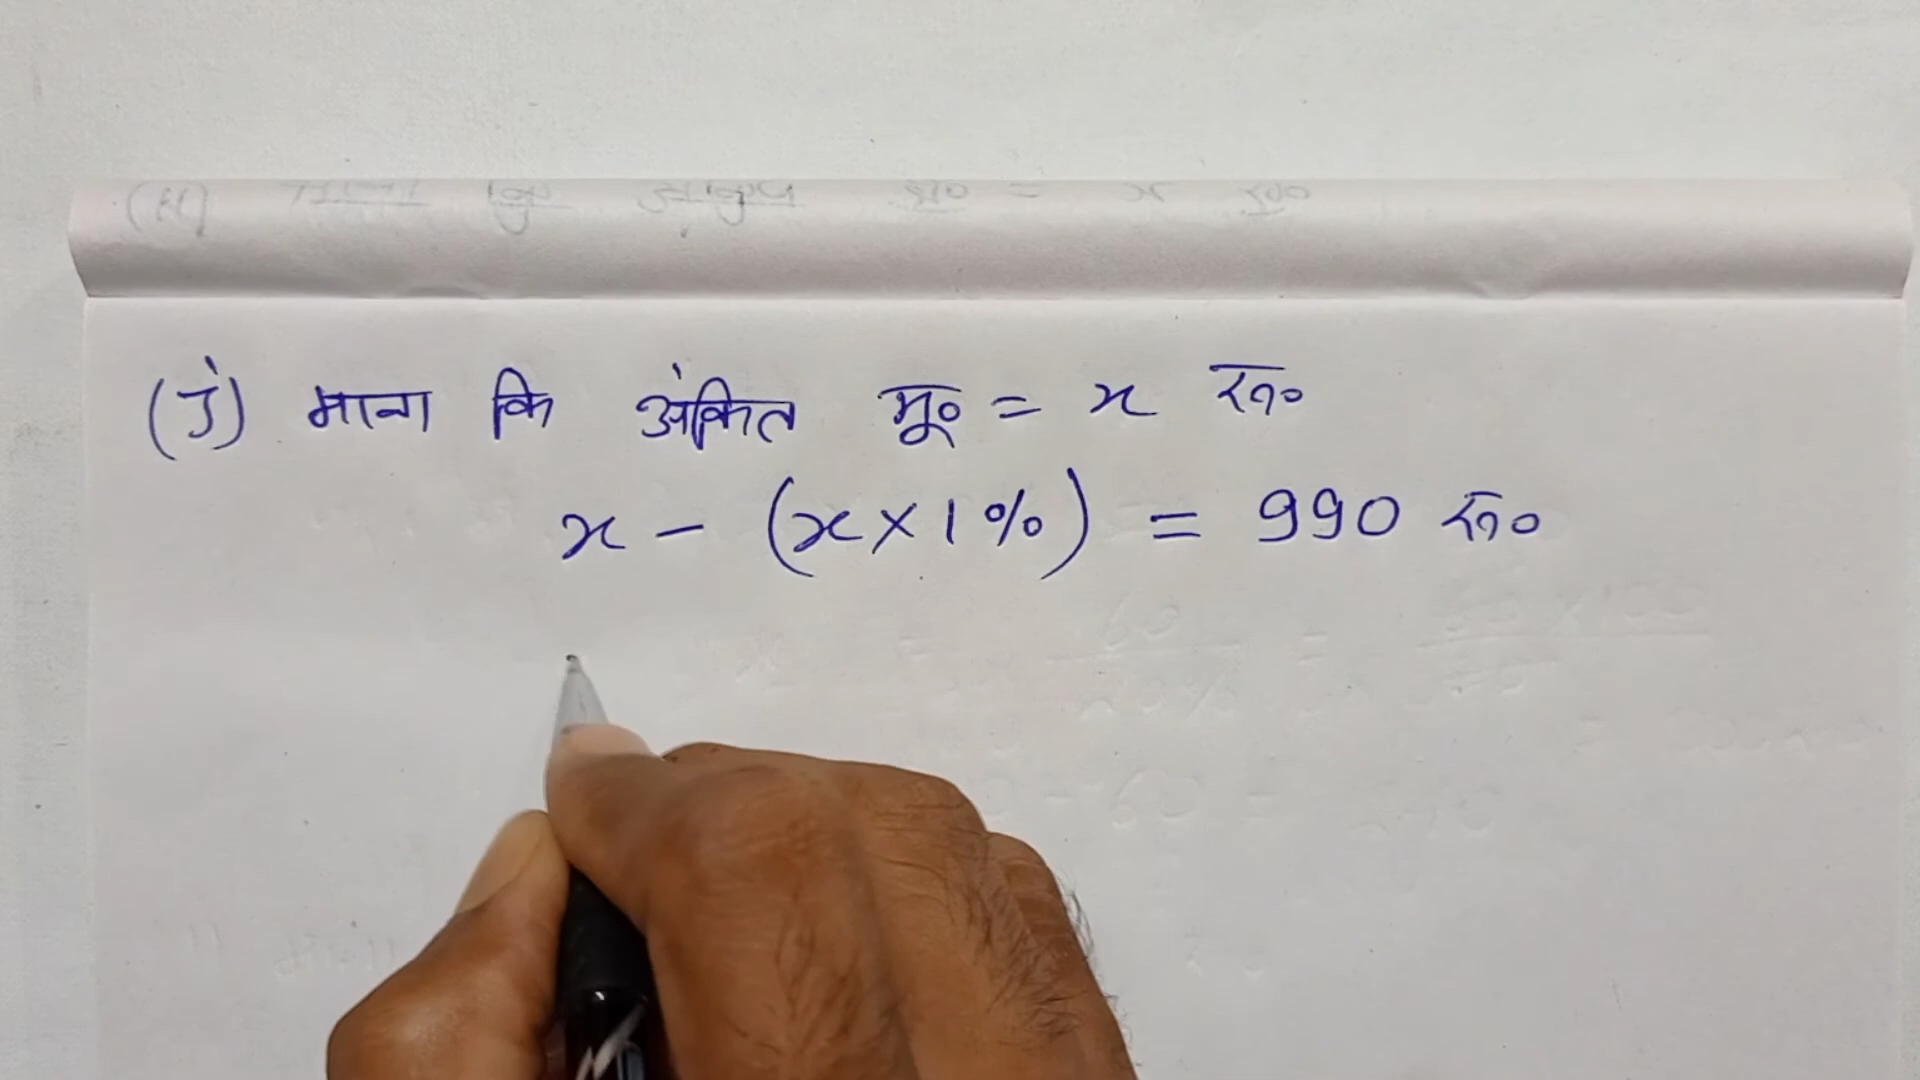 (J) माना कि अंकित मू० = x रू०
x - (x × 1%) = 990 रू०